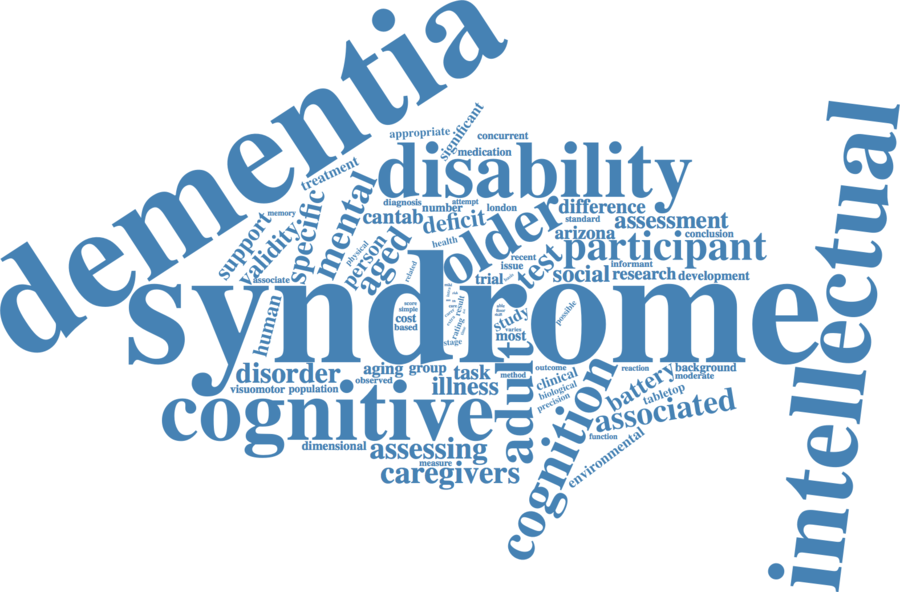 dementia
intellectual
syndrome
disability
cognitive
older
participant
adult
cognition
mental
aged
specific
validity
support
person
human
appropriate
significant
concurrent
medication
treatment
memory
diagnosis
attempt
number
london
cantab
deficit
difference
standard
assessment
arizona
conclusion
health
physical
related
recent
issue
test
trial
informant
social
research
development
associate
score
simple
cost
based
result
rating
stage
study
varies
most
possible
disorder
visuomotor
population
aging
observed
group
task
illness
method
outcome
clinical
biological
precision
reaction
battery
background
moderate
tabletop
associated
function
environmental
dimensional
assessing
measure
caregivers